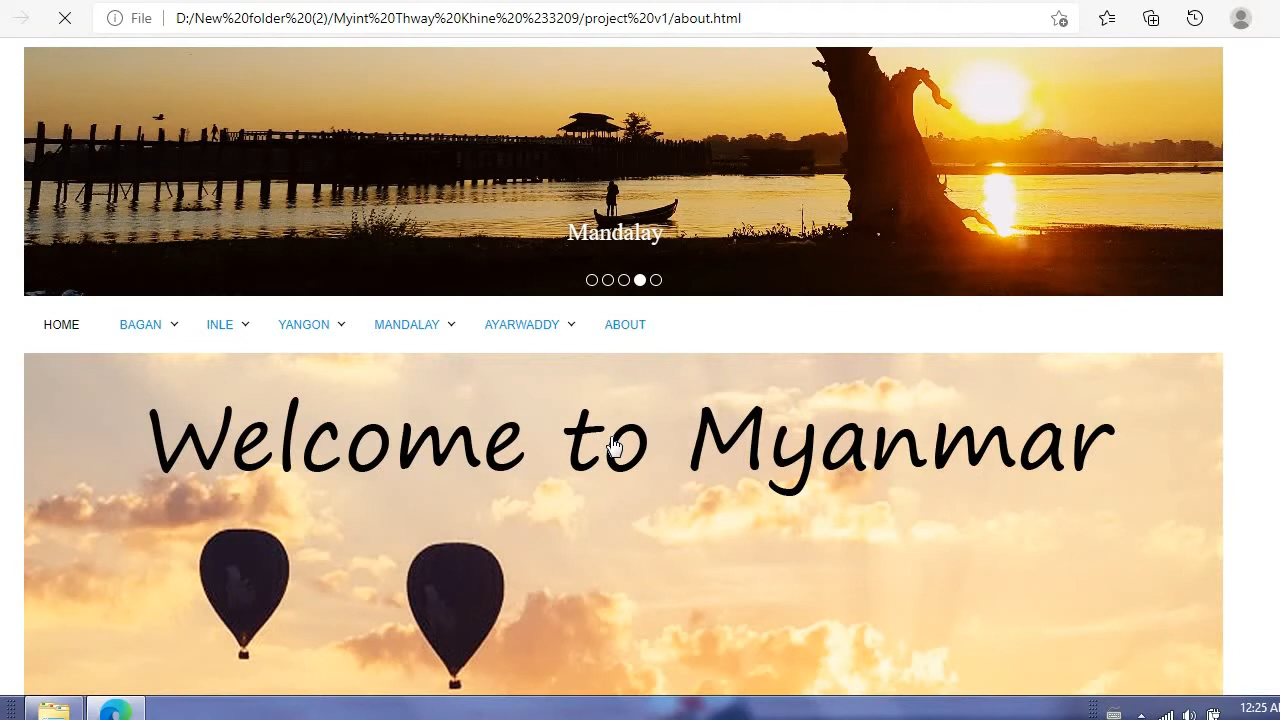 File
D:/New%20folder%20(2)/Myint%20Thway%20Khine%20%233209/project%20v1/about.html
Mandalay
HOME BAGAN INLE YANGON MANDALAY AYARWADDY ABOUT
Welcome to Myanmar
12:25 A